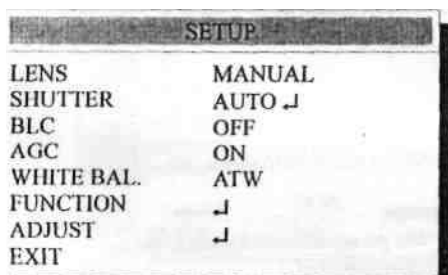 SETUP
LENS MANUAL
SHUTTER AUTO ↲
BLC OFF
AGC ON
WHITE BAL. ATW
FUNCTION ↲
ADJUST ↲
EXIT